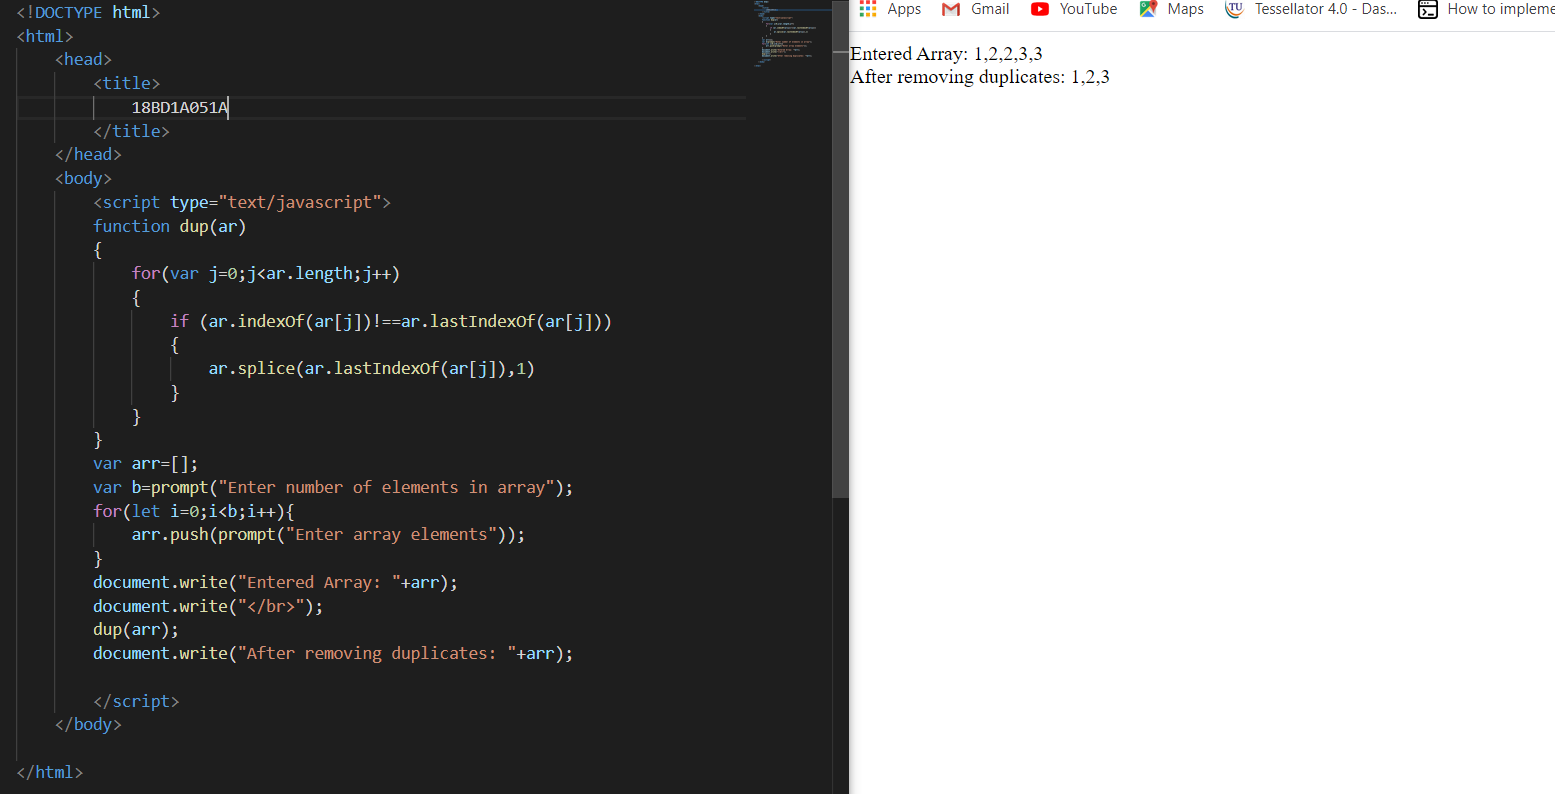 <!DOCTYPE html>
<html>
<head>
<title>
18BD1A051A
</title>
</head>
<body>
<script type="text/javascript">
function dup(ar)
{
for(var j=0;j<ar.length;j++)
{
if (ar.indexOf(ar[j])!==ar.lastIndexOf(ar[j]))
{
ar.splice(ar.lastIndexOf(ar[j]),1)
}
}
}
var arr=[];
var b=prompt("Enter number of elements in array");
for(let i=0;i<b;i++){
arr.push(prompt("Enter array elements"));
}
document.write("Entered Array: "+arr);
document.write("</br>");
dup(arr);
document.write("After removing duplicates: "+arr);
</script>
</body>
</html>
Apps Gmail YouTube Maps TU Tessellator 4.0 - Das... How to impleme
Entered Array: 1,2,2,3,3
After removing duplicates: 1,2,3